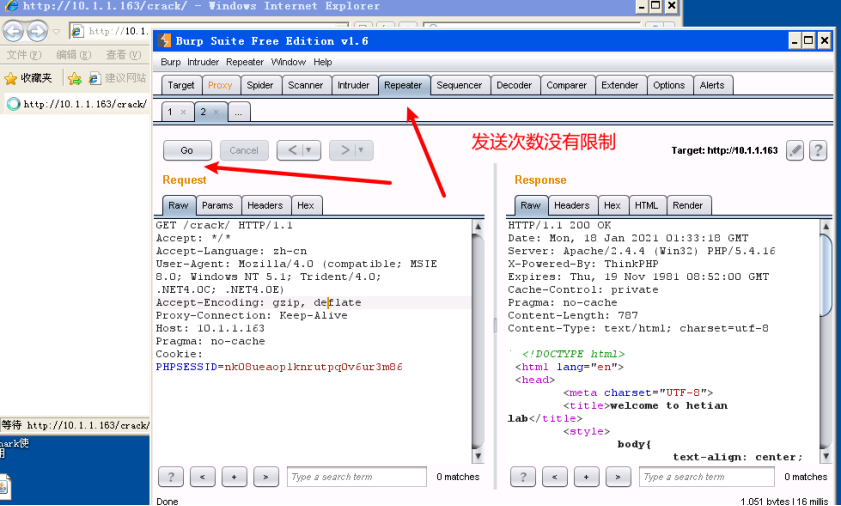 http://10.1.1.163/crack/ - Windows Internet Explorer
http://10.1.
文件(F) 编辑(E) 查看(V)
收藏夹 建议网站
http://10.1.1.163/crack/
Burp Suite Free Edition v1.6
Burp Intruder Repeater Window Help
Target Proxy Spider Scanner Intruder Repeater Sequencer Decoder Comparer Extender Options Alerts
1 × 2 × ...
发送次数没有限制
Go Cancel < > Target: http://10.1.1.163 ?
Request
Raw Params Headers Hex
GET /crack/ HTTP/1.1
Accept: */*
Accept-Language: zh-cn
User-Agent: Mozilla/4.0 (compatible; MSIE
8.0; Windows NT 5.1; Trident/4.0;
.NET4.0C; .NET4.0E)
Accept-Encoding: gzip, deflate
Proxy-Connection: Keep-Alive
Host: 10.1.1.163
Pragma: no-cache
Cookie:
PHPSESSID=nk08ueaop1knrutpq0v6ur3m86
? < + > Type a search term 0 matches
Response
Raw Headers Hex HTML Render
HTTP/1.1 200 OK
Date: Mon, 18 Jan 2021 01:33:18 GMT
Server: Apache/2.4.4 (Win32) PHP/5.4.16
X-Powered-By: ThinkPHP
Expires: Thu, 19 Nov 1981 08:52:00 GMT
Cache-Control: private
Pragma: no-cache
Content-Length: 787
Content-Type: text/html; charset=utf-8
<!DOCTYPE html>
<html lang="en">
<head>
<meta charset="UTF-8">
<title>welcome to hetian
lab</title>
<style>
body{
text-align: center;
? < + > Type a search term 0 matches
等待 http://10.1.1.163/crack/
Done 1,051 bytes | 16 millis